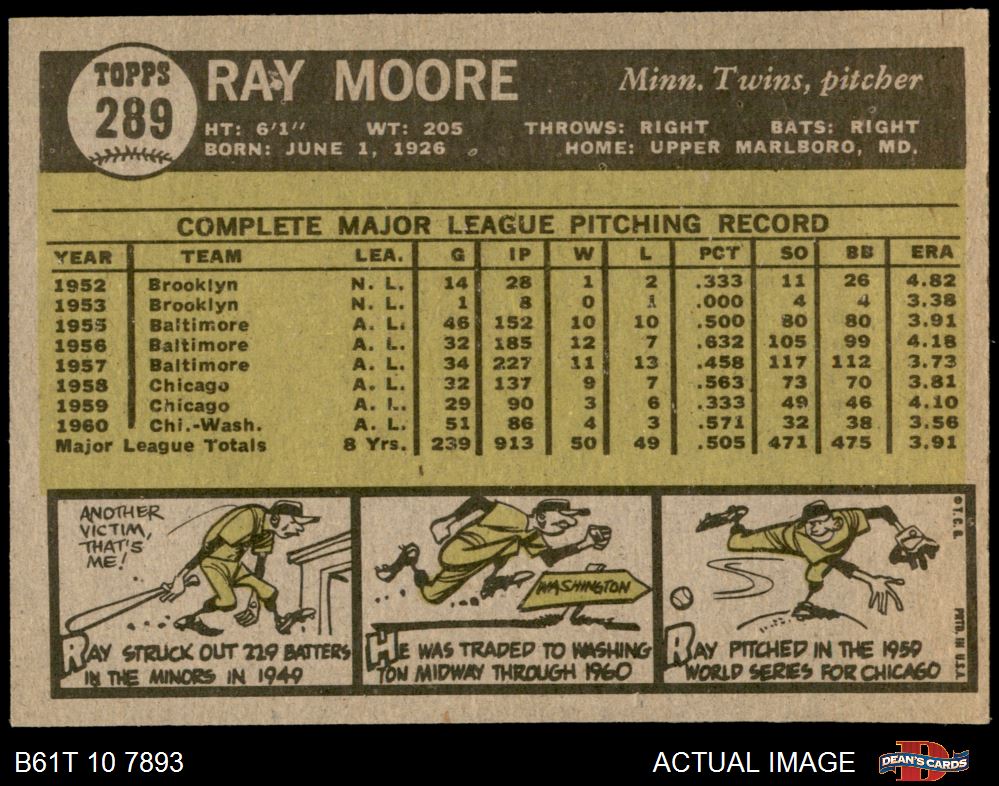 TOPPS
289
RAY MOORE
Minn. Twins, pitcher
HT: 6'1" WT: 205 THROWS: RIGHT BATS: RIGHT
BORN: JUNE 1, 1926 HOME: UPPER MARLBORO, MD.
COMPLETE MAJOR LEAGUE PITCHING RECORD
YEAR TEAM LEA. G IP W L PCT SO BB ERA
1952 Brooklyn N. L. 14 28 1 2 .333 11 26 4.82
1953 Brooklyn N. L. 1 8 0 1 .000 4 4 3.38
1955 Baltimore A. L. 46 152 10 10 .500 80 80 3.91
1956 Baltimore A. L. 32 185 12 7 .632 105 99 4.18
1957 Baltimore A. L. 34 227 11 13 .458 117 112 3.73
1958 Chicago A. L. 32 137 9 7 .563 73 70 3.81
1959 Chicago A. L. 29 90 3 6 .333 49 46 4.10
1960 Chi.-Wash. A. L. 51 86 4 3 .571 32 38 3.56
Major League Totals 8 Yrs. 239 913 50 49 .505 471 475 3.91
ANOTHER
VICTIM,
THAT'S
ME!
RAY STRUCK OUT 229 BATTERS
IN THE MINORS IN 1949
WASHINGTON
HE WAS TRADED TO WASHING
TON MIDWAY THROUGH 1960
RAY PITCHED IN THE 1959
WORLD SERIES FOR CHICAGO
© T. C. G.
PRTD. IN U.S.A.
B61T 10 7893
ACTUAL IMAGE
D
DEAN'S CARDS